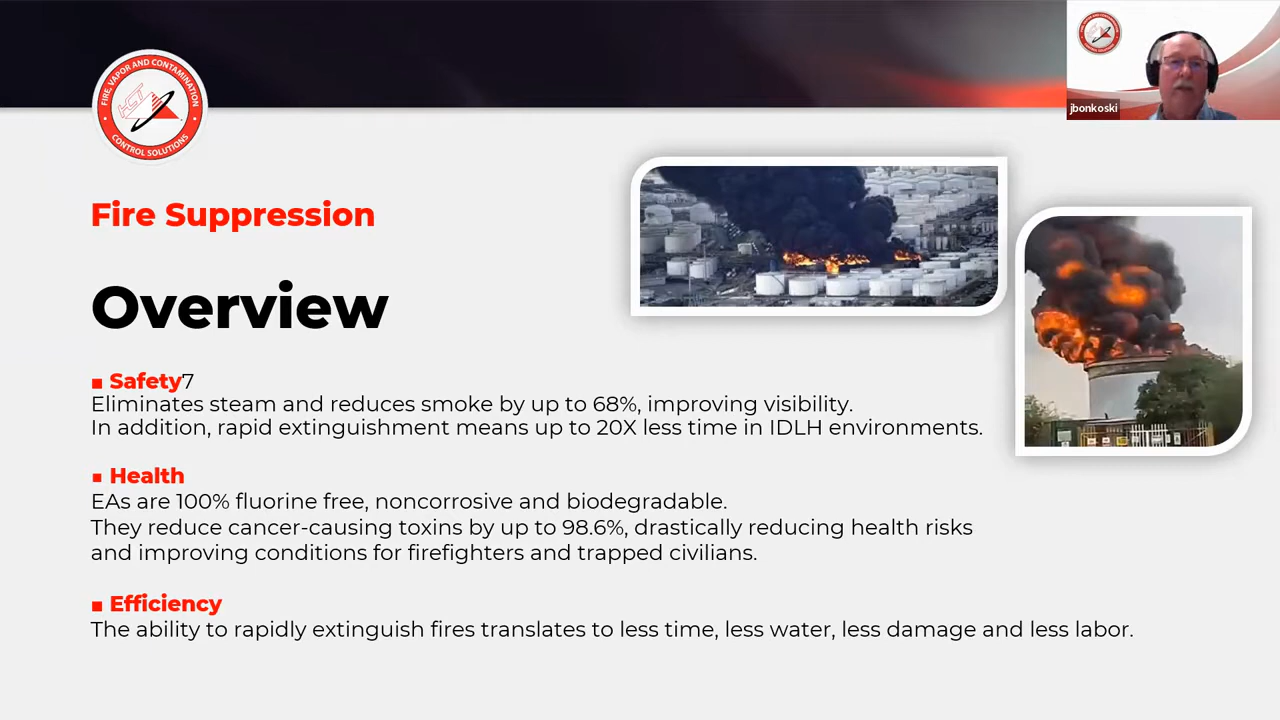 FIRE, VAPOR AND CONTAMINATION
HCT
CONTROL SOLUTIONS
jbonkoski
Fire Suppression
Overview
■ Safety7
Eliminates steam and reduces smoke by up to 68%, improving visibility.
In addition, rapid extinguishment means up to 20X less time in IDLH environments.
■ Health
EAs are 100% fluorine free, noncorrosive and biodegradable.
They reduce cancer-causing toxins by up to 98.6%, drastically reducing health risks
and improving conditions for firefighters and trapped civilians.
■ Efficiency
The ability to rapidly extinguish fires translates to less time, less water, less damage and less labor.